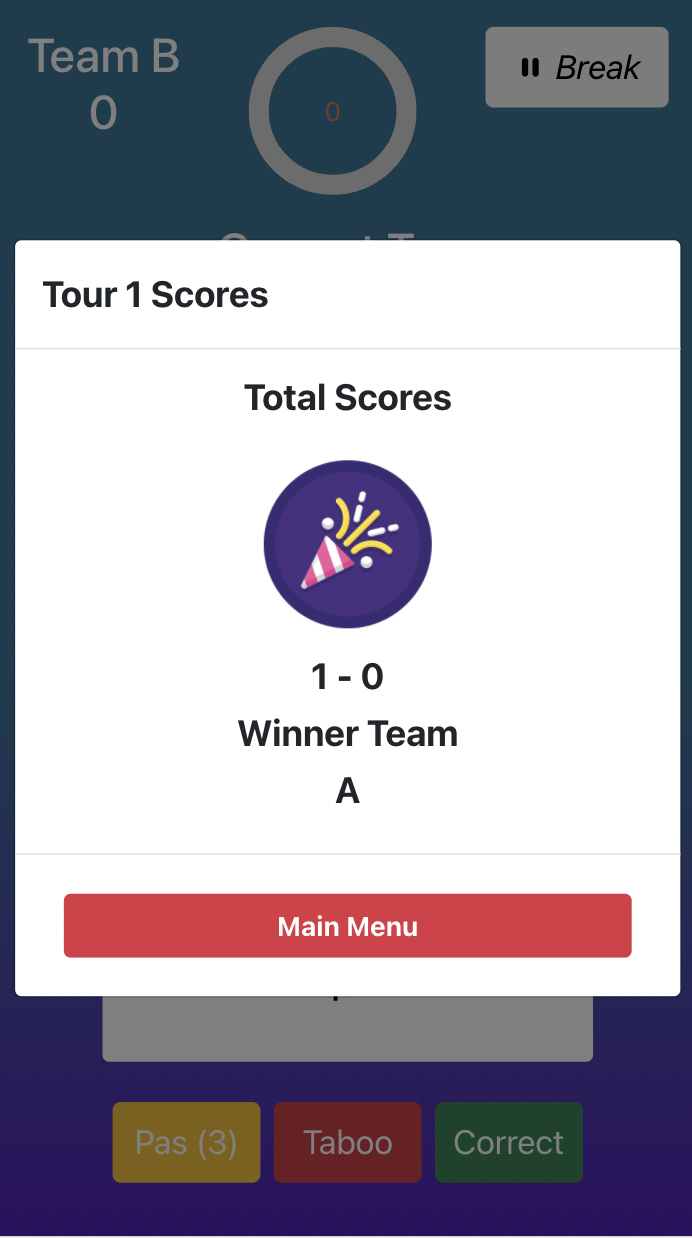 Team B
0
0
Break
Tour 1 Scores
Total Scores
1 - 0
Winner Team
A
Main Menu
Pas (3)
Taboo
Correct